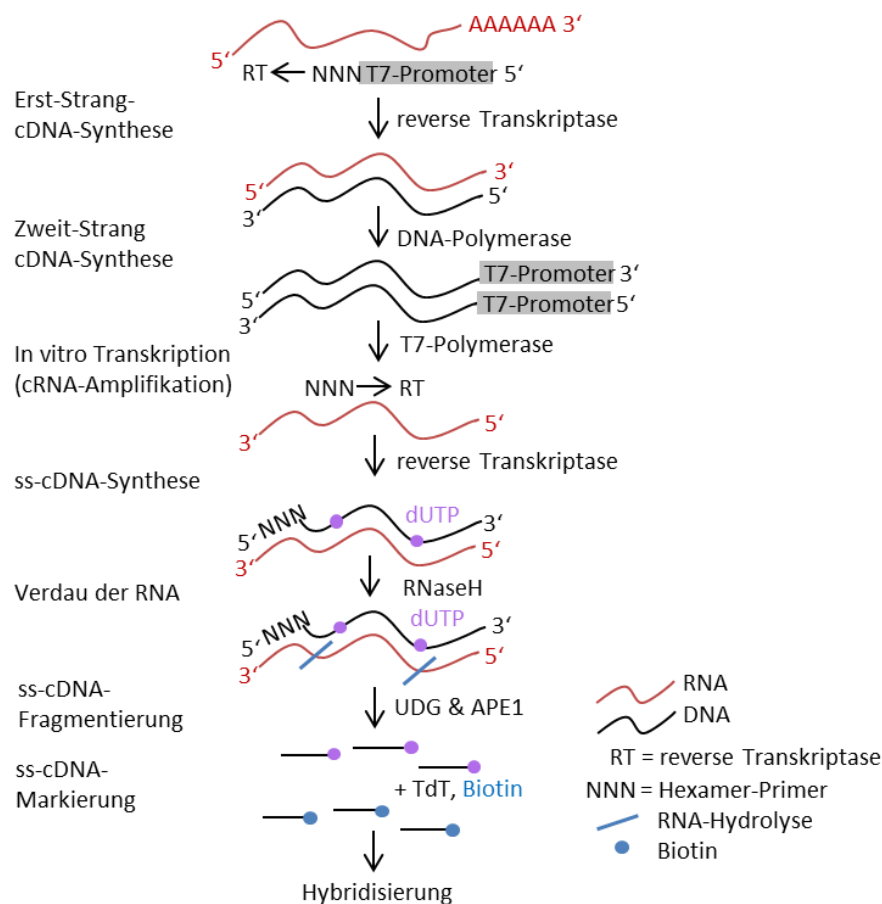 AAAAAA 3‘
5‘
RT NNN T7-Promoter 5‘
Erst-Strang-
cDNA-Synthese
reverse Transkriptase
5‘ 3‘
3‘ 5‘
Zweit-Strang
cDNA-Synthese
DNA-Polymerase
5‘ T7-Promoter 3‘
3‘ T7-Promoter 5‘
In vitro Transkription
(cRNA-Amplifikation)
T7-Polymerase
NNN RT
3‘ 5‘
reverse Transkriptase
ss-cDNA-Synthese
5‘ NNN dUTP 3‘
3‘ 5‘
Verdau der RNA
RNaseH
5‘ NNN dUTP 3‘
3‘ 5‘
ss-cDNA-
Fragmentierung
UDG & APE1
ss-cDNA-
Markierung
+ TdT, Biotin
Hybridisierung
RNA
DNA
RT = reverse Transkriptase
NNN = Hexamer-Primer
RNA-Hydrolyse
Biotin